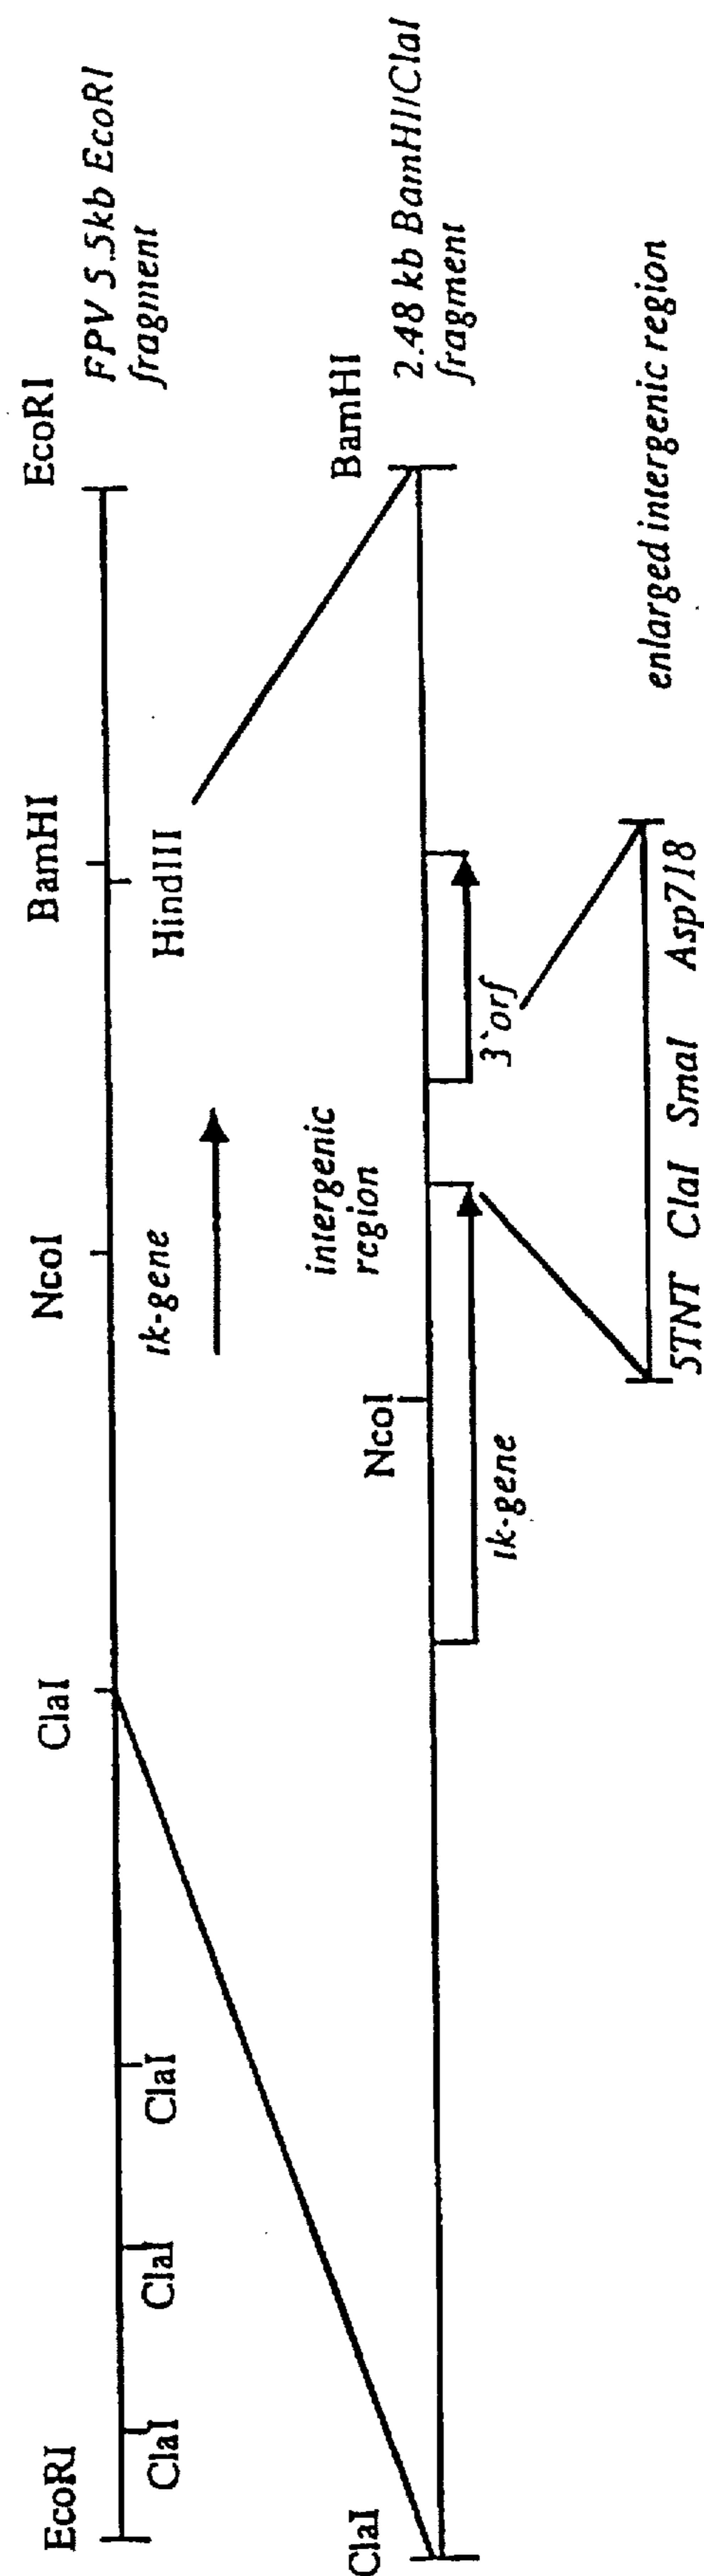 EcoRI
ClaI
ClaI
ClaI
ClaI
NcoI
BamHI
EcoRI
HindIII
tk-gene
FPV 5.5kb EcoRI
fragment
ClaI
NcoI
intergenic
region
BamHI
2.48 kb BamHI/ClaI
fragment
tk-gene
3`orf
5TNT ClaI SmaI Asp718
enlarged intergenic region